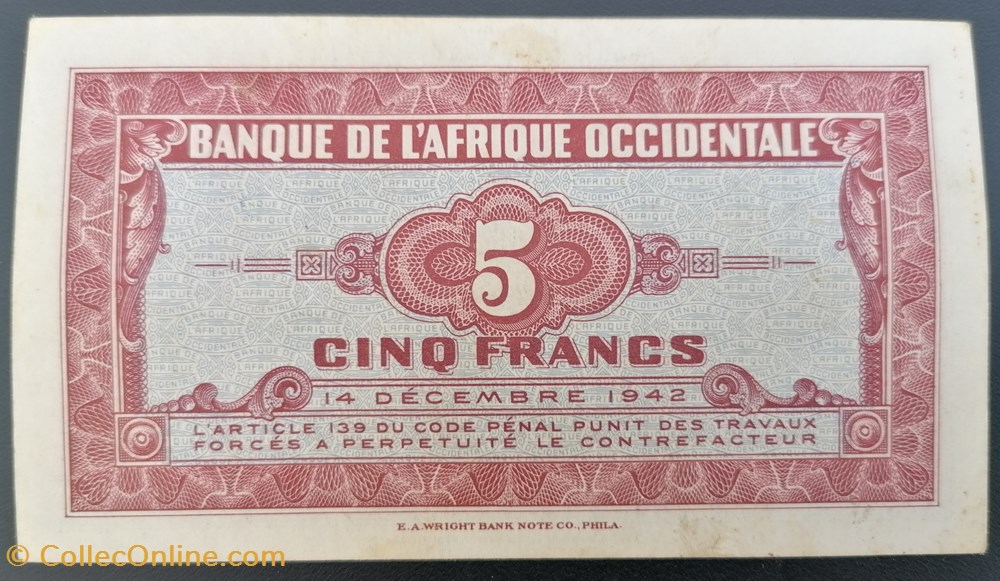 BANQUE DE L'AFRIQUE OCCIDENTALE
5
CINQ FRANCS
14 DÉCEMBRE 1942
L'ARTICLE 139 DU CODE PÉNAL PUNIT DES TRAVAUX
FORCÉS A PERPETUITÉ LE CONTREFACTEUR
E.A.WRIGHT BANK NOTE CO., PHILA.
© CollecOnline.com